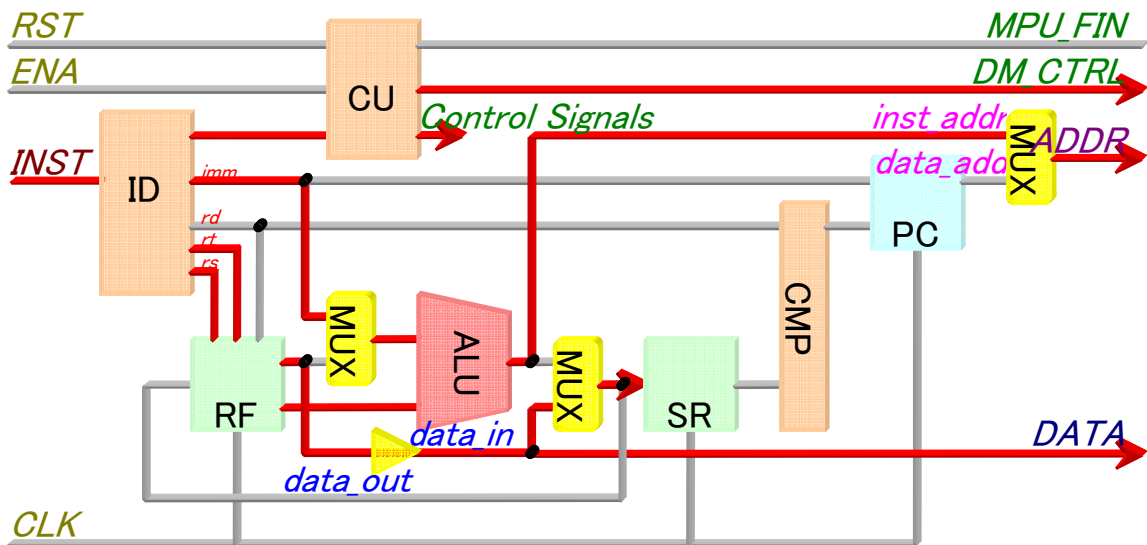 RST
MPU_FIN
ENA
DM_CTRL
CU
Control Signals
inst_addr
MUX
ADDR
INST
ID
imm
data_add
rd
PC
rt
rs
CMP
MUX
ALU
MUX
RF
SR
data_in
DATA
data_out
CLK